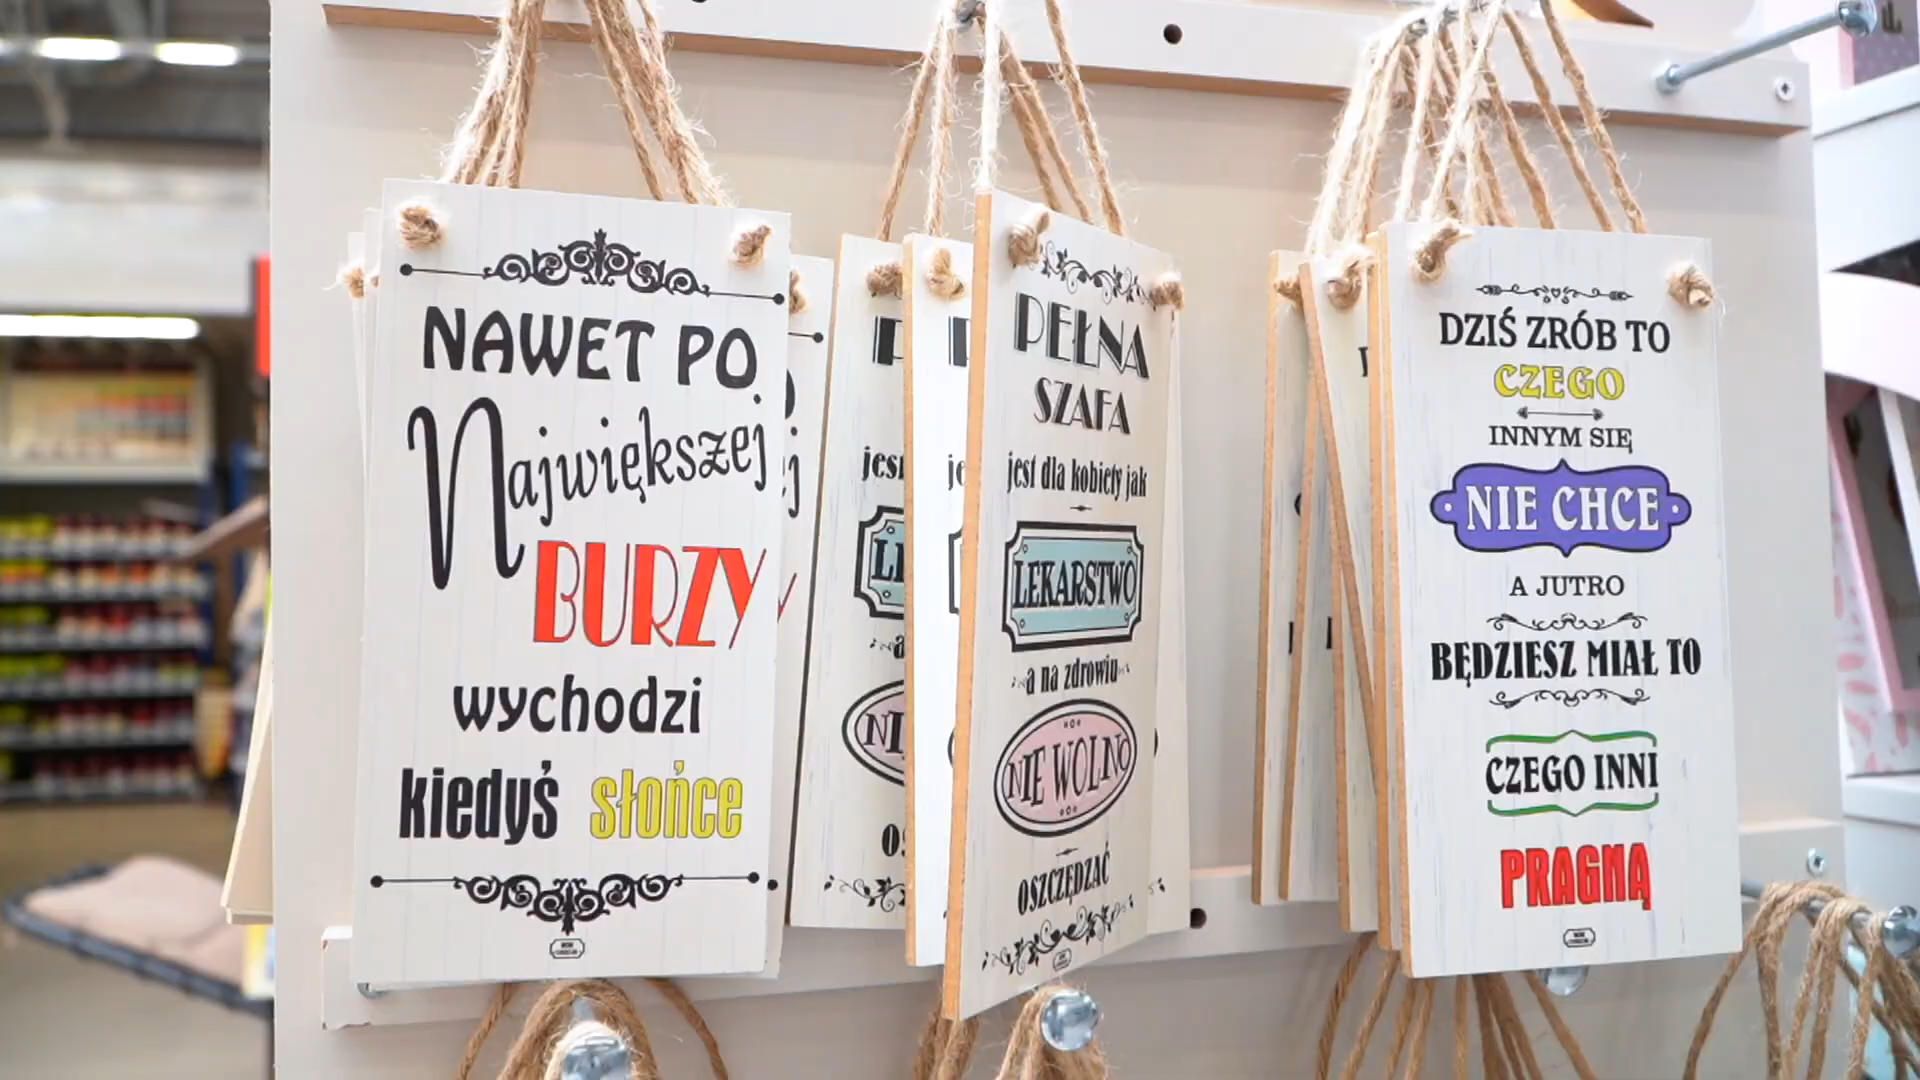 NAWET PO
Największej
BURZY
wychodzi
kiedyś słońce
PEŁNA
SZAFA
jest dla kobiety jak
LEKARSTWO
a na zdrowiu
NIE WOLNO
OSZCZĘDZAĆ
DZIŚ ZRÓB TO
CZEGO
INNYM SIĘ
NIE CHCE
A JUTRO
BĘDZIESZ MIAŁ TO
CZEGO INNI
PRAGNĄ